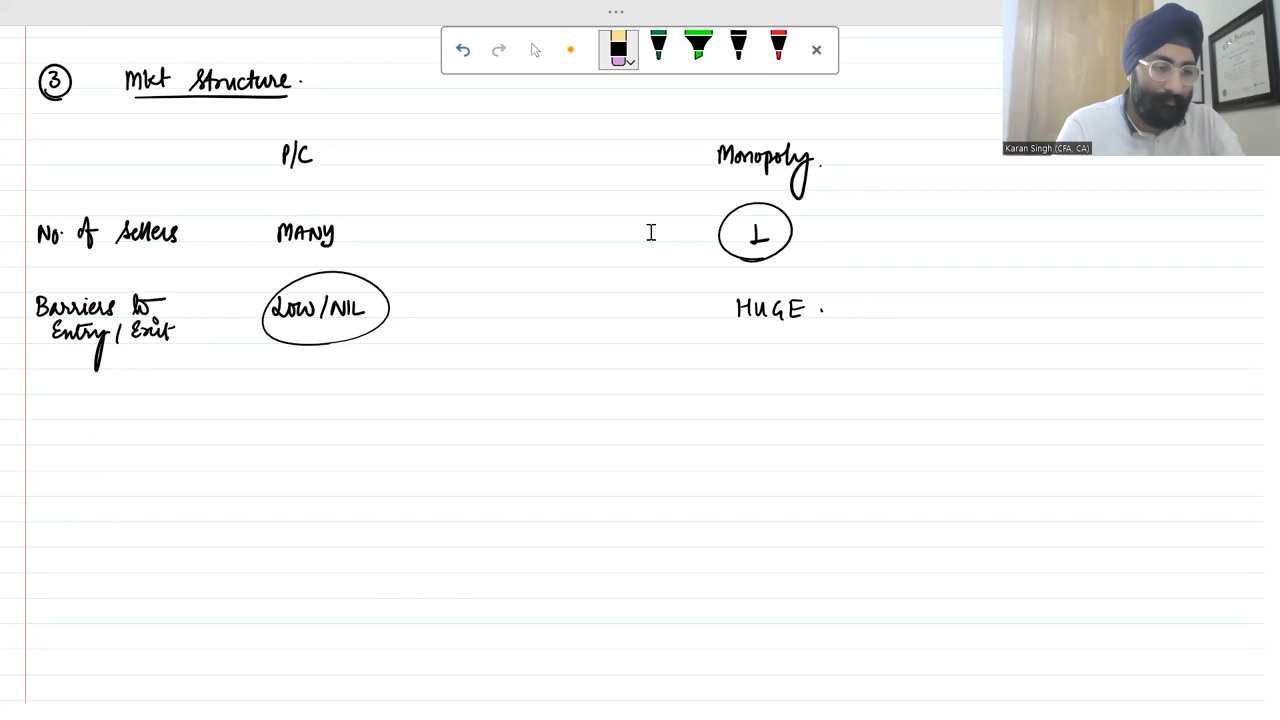 ③ Mkt Structure.
P/C Monopoly.
No. of Sellers MANY 1
Barriers to Low/NIL HUGE.
Entry/Exit
Karan Singh (CFA, CA)